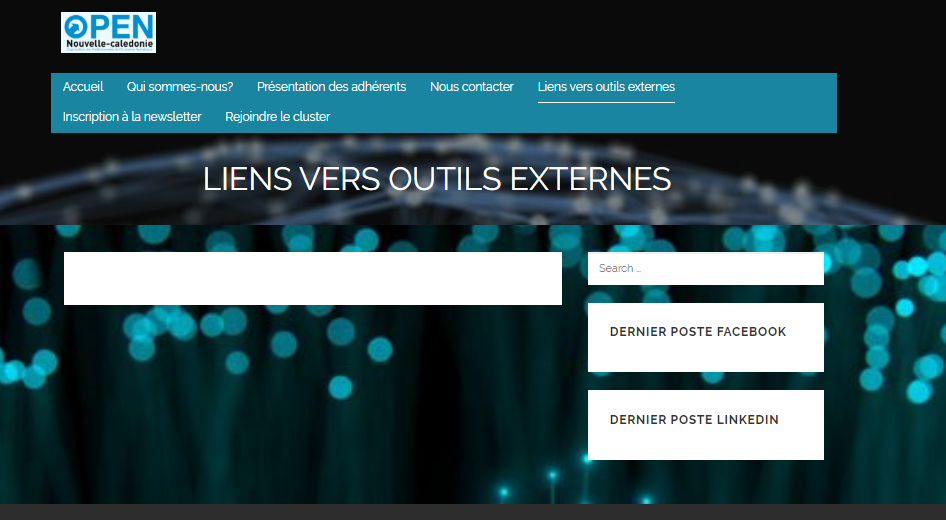 OPEN
Nouvelle-caledonie
Accueil Qui sommes-nous? Présentation des adhérents Nous contacter Liens vers outils externes
Inscription à la newsletter Rejoindre le cluster
LIENS VERS OUTILS EXTERNES
Search ...
DERNIER POSTE FACEBOOK
DERNIER POSTE LINKEDIN